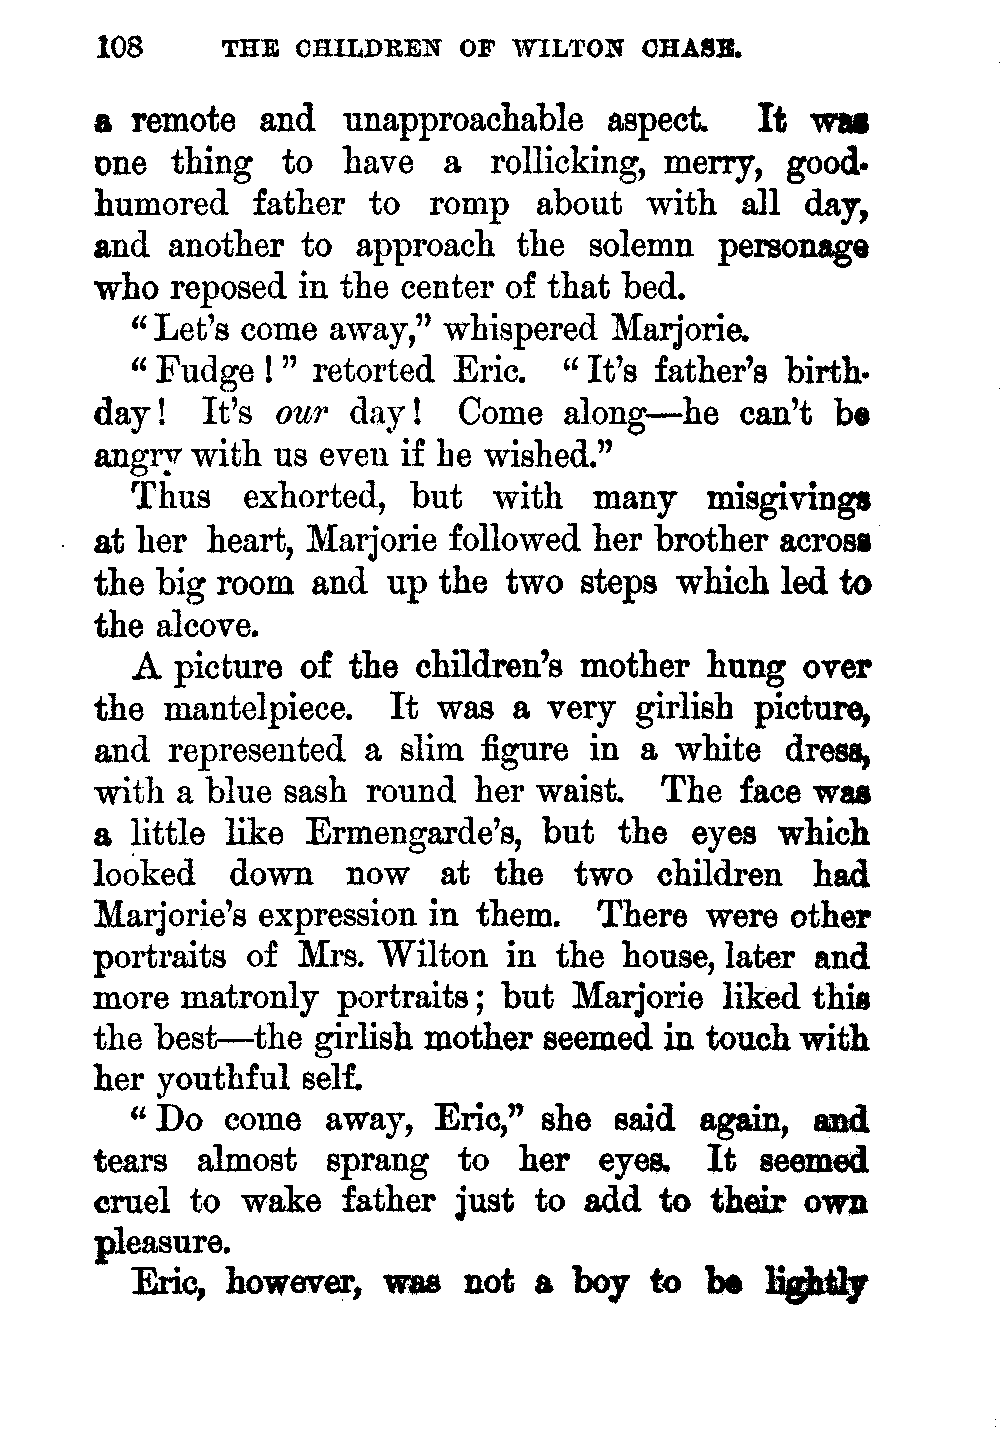 108 THE CHILDREN OF WILTON CHASE.
a remote and unapproachable aspect. It was
one thing to have a rollicking, merry, good-
humored father to romp about with all day,
and another to approach the solemn personage
who reposed in the center of that bed.
“Let’s come away,” whispered Marjorie.
“Fudge!” retorted Eric. “It’s father’s birth-
day! It’s our day! Come along—he can’t be
angry with us even if he wished.”
Thus exhorted, but with many misgivings
at her heart, Marjorie followed her brother across
the big room and up the two steps which led to
the alcove.
A picture of the children’s mother hung over
the mantelpiece. It was a very girlish picture,
and represented a slim figure in a white dress,
with a blue sash round her waist. The face was
a little like Ermengarde’s, but the eyes which
looked down now at the two children had
Marjorie’s expression in them. There were other
portraits of Mrs. Wilton in the house, later and
more matronly portraits; but Marjorie liked this
the best—the girlish mother seemed in touch with
her youthful self.
“Do come away, Eric,” she said again, and
tears almost sprang to her eyes. It seemed
cruel to wake father just to add to their own
pleasure.
Eric, however, was not a boy to be lightly